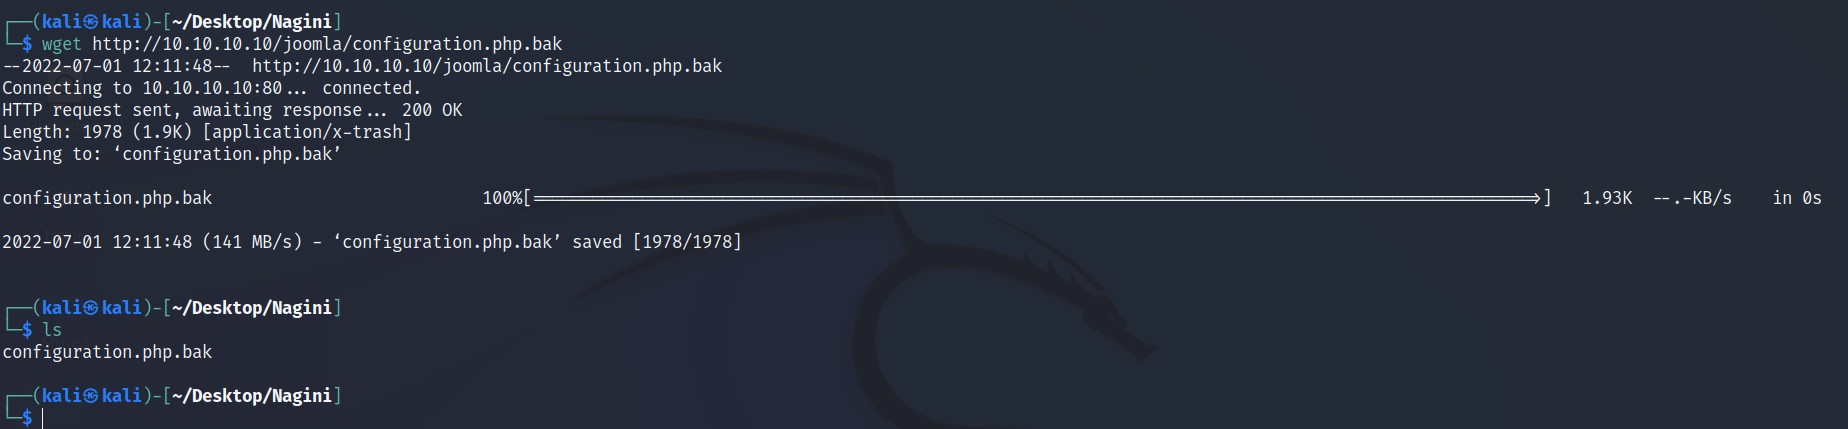 ┌──(kali㉿kali)-[~/Desktop/Nagini]
└─$ wget http://10.10.10.10/joomla/configuration.php.bak
--2022-07-01 12:11:48--  http://10.10.10.10/joomla/configuration.php.bak
Connecting to 10.10.10.10:80... connected.
HTTP request sent, awaiting response... 200 OK
Length: 1978 (1.9K) [application/x-trash]
Saving to: ‘configuration.php.bak’
configuration.php.bak 100%[===================>] 1.93K --.-KB/s in 0s
2022-07-01 12:11:48 (141 MB/s) - ‘configuration.php.bak’ saved [1978/1978]
┌──(kali㉿kali)-[~/Desktop/Nagini]
└─$ ls
configuration.php.bak
┌──(kali㉿kali)-[~/Desktop/Nagini]
└─$